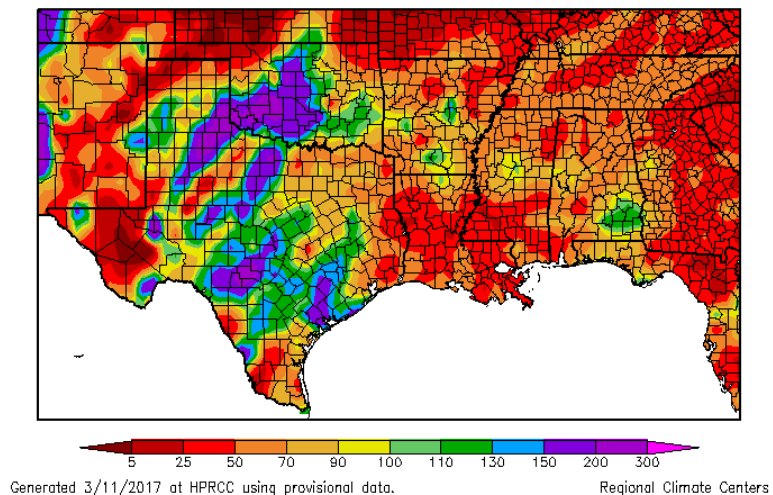 5 25 50 70 90 100 110 130 150 200 300
Generated 3/11/2017 at HPRCC using provisional data. Regional Climate Centers